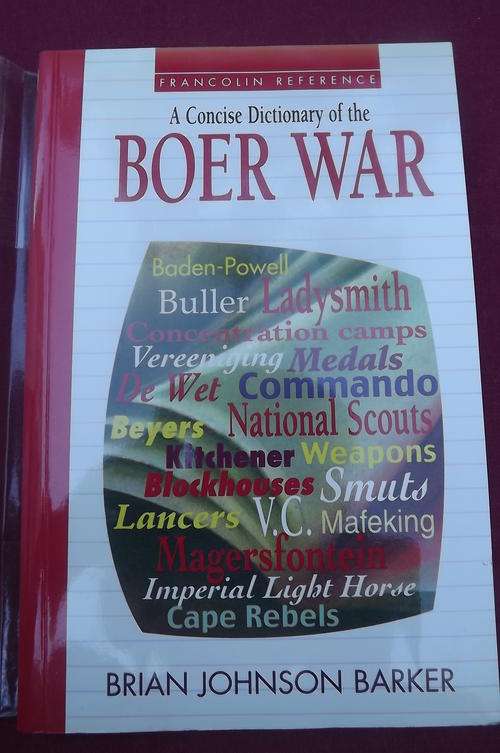 FRANCOLIN REFERENCE
A Concise Dictionary of the
BOER WAR
Baden-Powell
Buller Ladysmith
Concentration camps
Vereeniging Medals
De Wet Commando
Beyers National Scouts
Kitchener Weapons
Blockhouses Smuts
Lancers V.C. Mafeking
Magersfontein
Imperial Light Horse
Cape Rebels
BRIAN JOHNSON BARKER